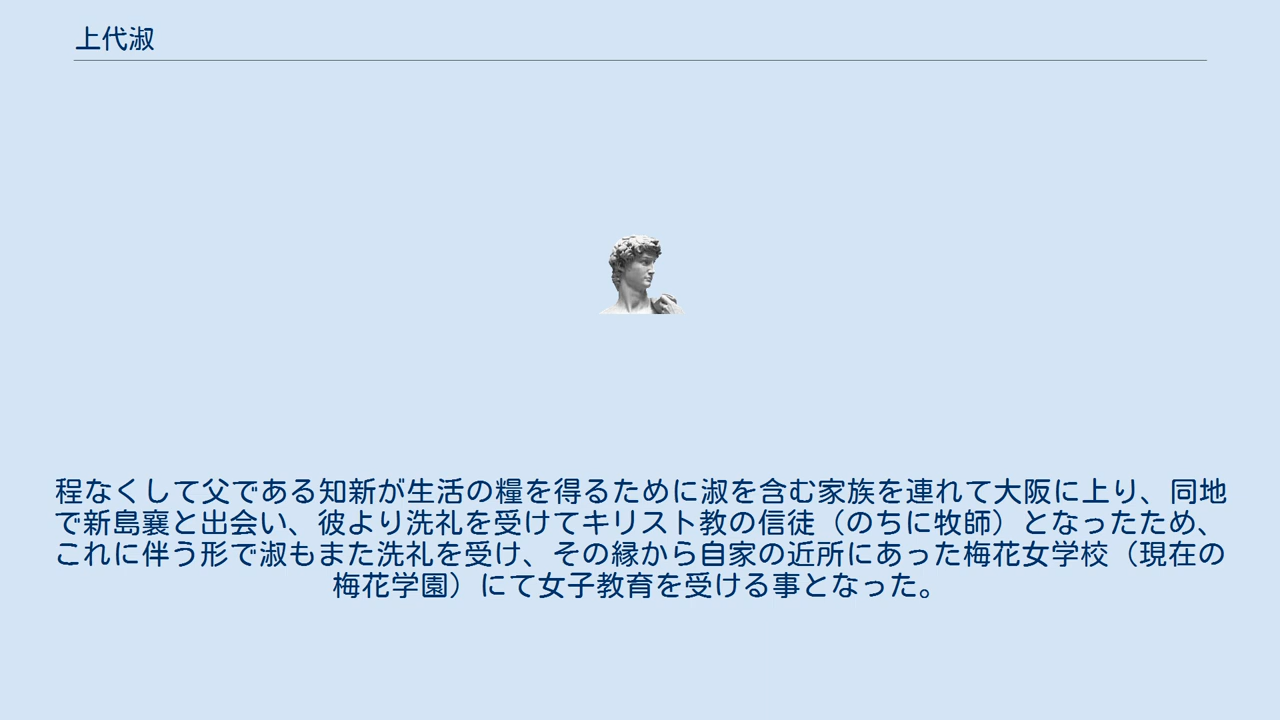 上代淑
程なくして父である知新が生活の糧を得るために淑を含む家族を連れて大阪に上り、同地
で新島襄と出会い、彼より洗礼を受けてキリスト教の信徒（のちに牧師）となったため、
これに伴う形で淑もまた洗礼を受け、その縁から自家の近所にあった梅花女学校（現在の
梅花学園）にて女子教育を受ける事となった。